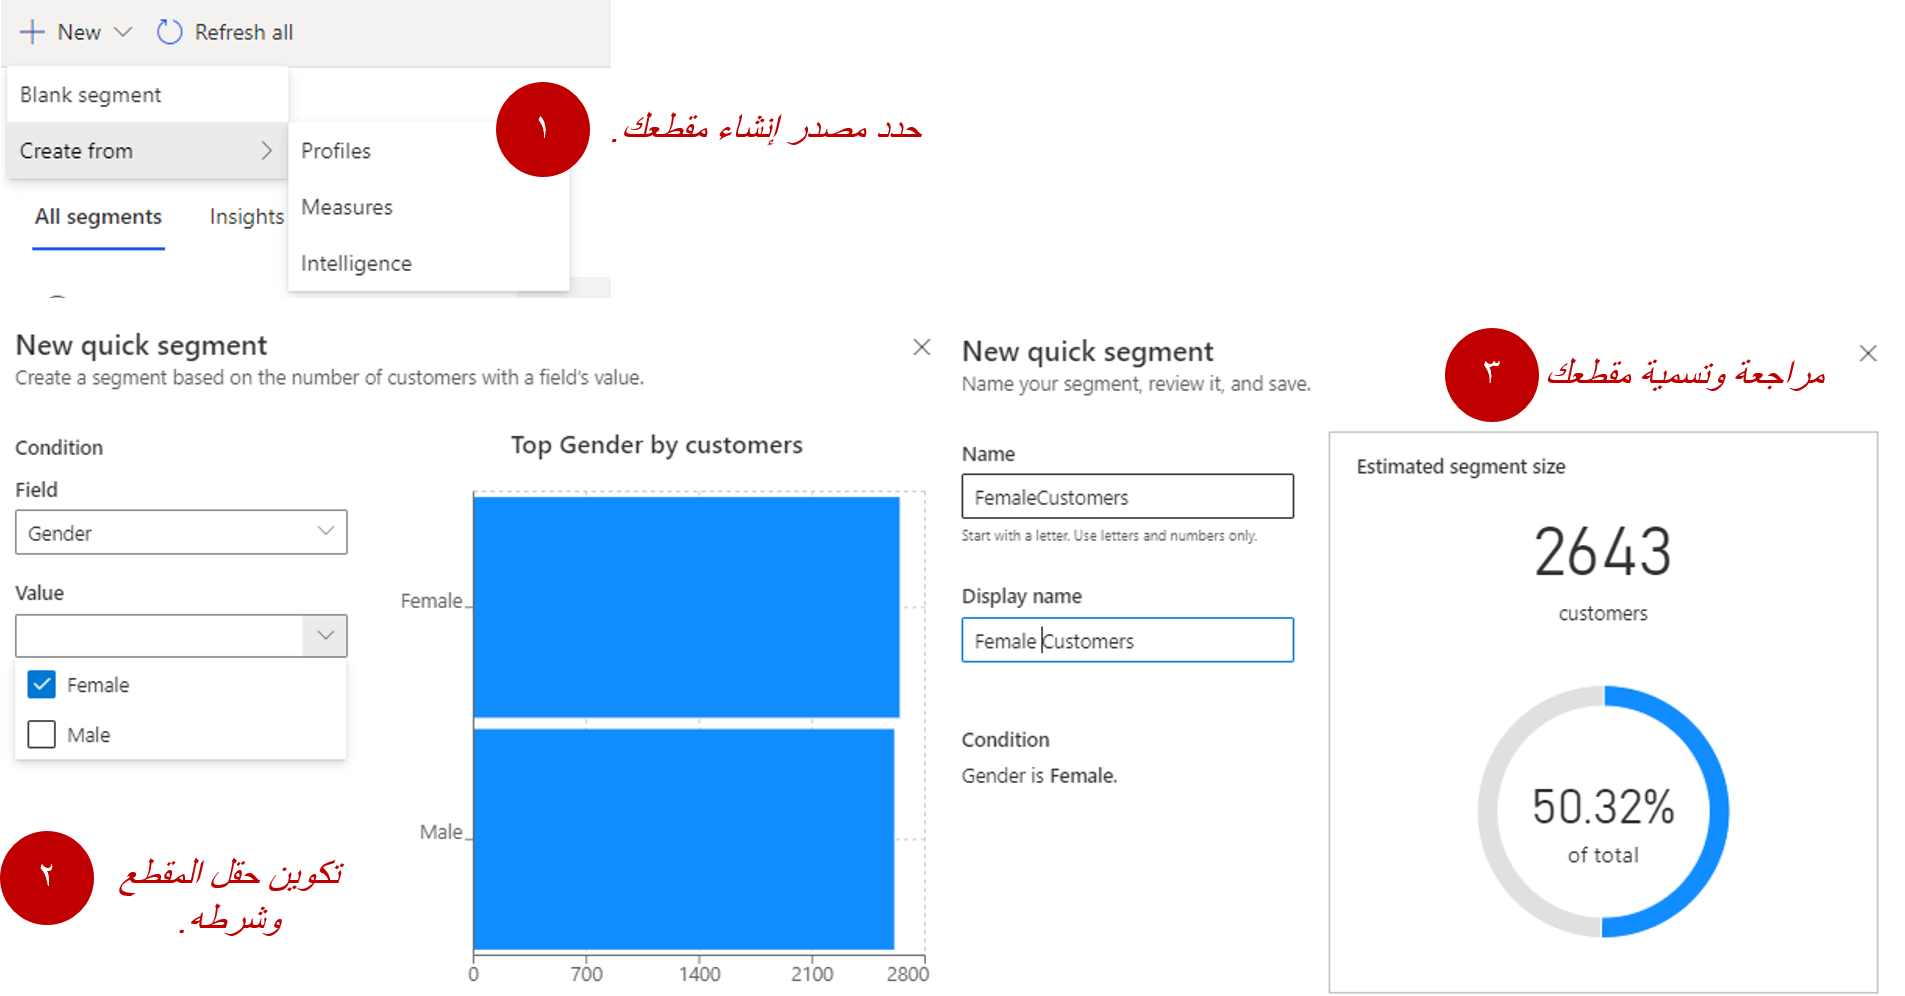 New
Refresh all
Blank segment
Create from
Profiles
Measures
Intelligence
All segments
Insights
١
حدد مصدر إنشاء مقطعك.
New quick segment
Create a segment based on the number of customers with a field's value.
Condition
Field
Gender
Value
Female
Male
٢
تكوين حقل المقطع
وشرطه.
Top Gender by customers
Female
Male
0 700 1400 2100 2800
New quick segment
Name your segment, review it, and save.
٣
مراجعة وتسمية مقطعك
Name
FemaleCustomers
Start with a letter. Use letters and numbers only.
Display name
Female Customers
Condition
Gender is Female.
Estimated segment size
2643
customers
50.32%
of total